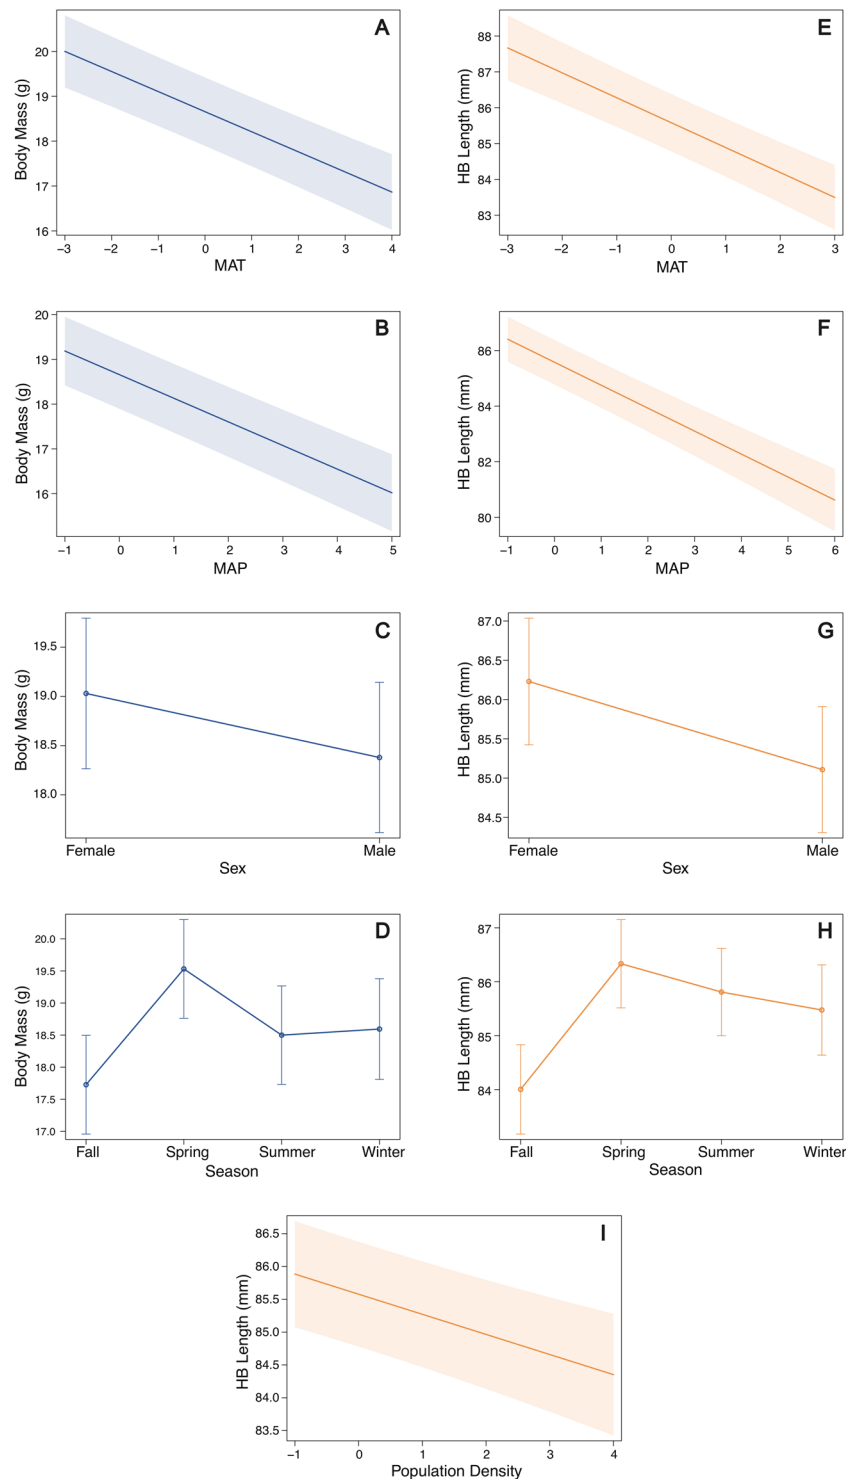 A
Body Mass (g)
20
19
18
17
16
−3 −2 −1 0 1 2 3 4
MAT
E
HB Length (mm)
88
87
86
85
84
83
−3 −2 −1 0 1 2 3
MAT
B
Body Mass (g)
20
19
18
17
16
−1 0 1 2 3 4 5
MAP
F
HB Length (mm)
86
84
82
80
−1 0 1 2 3 4 5 6
MAP
C
Body Mass (g)
19.5
19.0
18.5
18.0
Female Male
Sex
G
HB Length (mm)
87.0
86.5
86.0
85.5
85.0
84.5
Female Male
Sex
D
Body Mass (g)
20.0
19.5
19.0
18.5
18.0
17.5
17.0
Fall Spring Summer Winter
Season
H
HB Length (mm)
87
86
85
84
Fall Spring Summer Winter
Season
I
HB Length (mm)
86.5
86.0
85.5
85.0
84.5
84.0
83.5
−1 0 1 2 3 4
Population Density